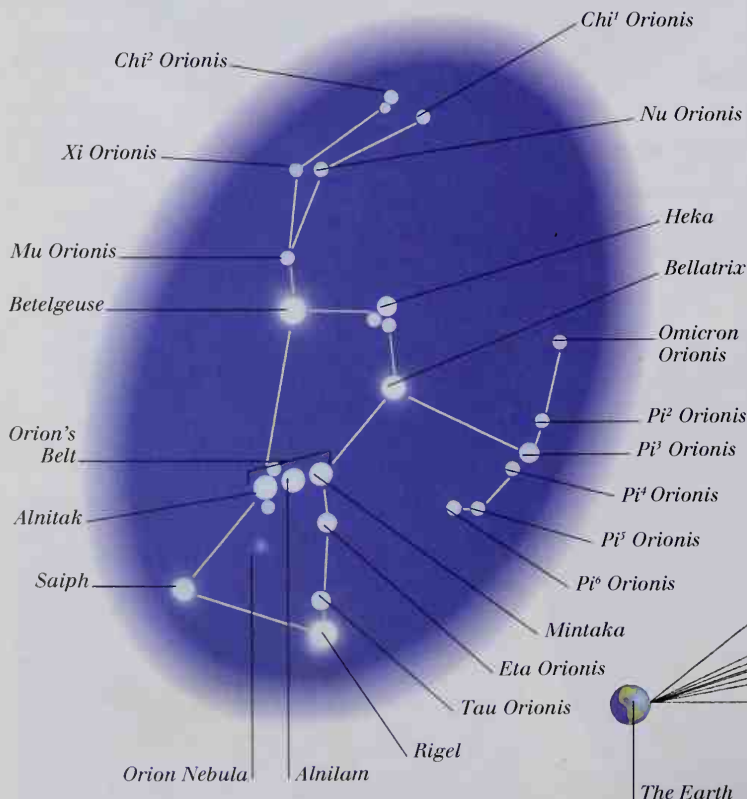 Chi¹ Orionis
Chi² Orionis
Nu Orionis
Xi Orionis
Heka
Mu Orionis
Bellatrix
Betelgeuse
Omicron
Orionis
Pi² Orionis
Orion's
Belt
Pi³ Orionis
Pi⁴ Orionis
Alnitak
Pi⁵ Orionis
Saiph
Pi⁶ Orionis
Mintaka
Eta Orionis
Tau Orionis
Rigel
Orion Nebula
Alnilam
The Earth